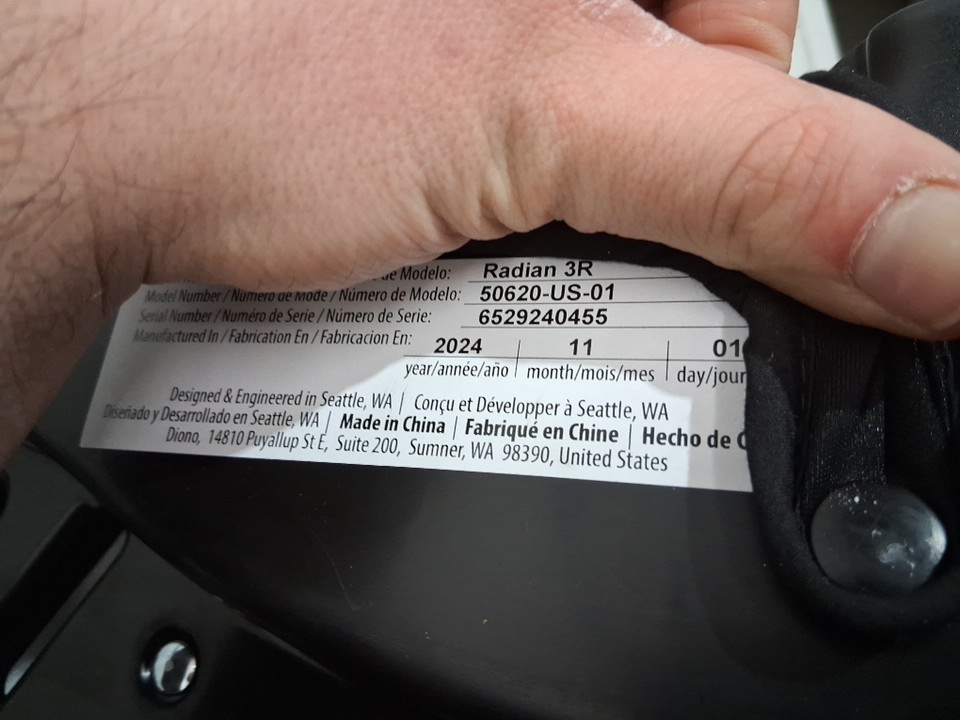 de Modelo: Radian 3R
Model Number / Numéro de Mode / Número de Modelo: 50620-US-01
Serial Number / Numéro de Serie / Número de Serie: 6529240455
Manufactured In / Fabrication En / Fabricacion En:
2024 | 11 | 01
year/année/año | month/mois/mes | day/jour
Designed & Engineered in Seattle, WA | Conçu et Développer à Seattle, WA
Diseñado y Desarrollado en Seattle, WA | Made in China | Fabriqué en Chine | Hecho de C
Diono, 14810 Puyallup St E, Suite 200, Sumner, WA 98390, United States